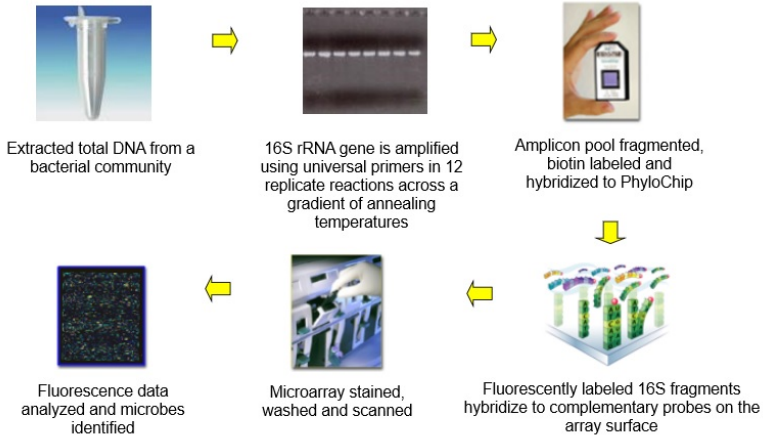 Extracted total DNA from a
bacterial community
16S rRNA gene is amplified
using universal primers in 12
replicate reactions across a
gradient of annealing
temperatures
Amplicon pool fragmented,
biotin labeled and
hybridized to PhyloChip
Fluorescently labeled 16S fragments
hybridize to complementary probes on the
array surface
Microarray stained,
washed and scanned
Fluorescence data
analyzed and microbes
identified